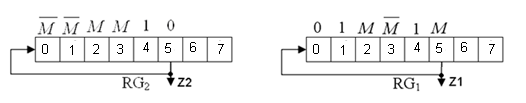 M̅ M̅ M M 1 0
0 1 2 3 4 5 6 7
RG₂ Z2
0 1 M M̅ 1 M
0 1 2 3 4 5 6 7
RG₁ Z1